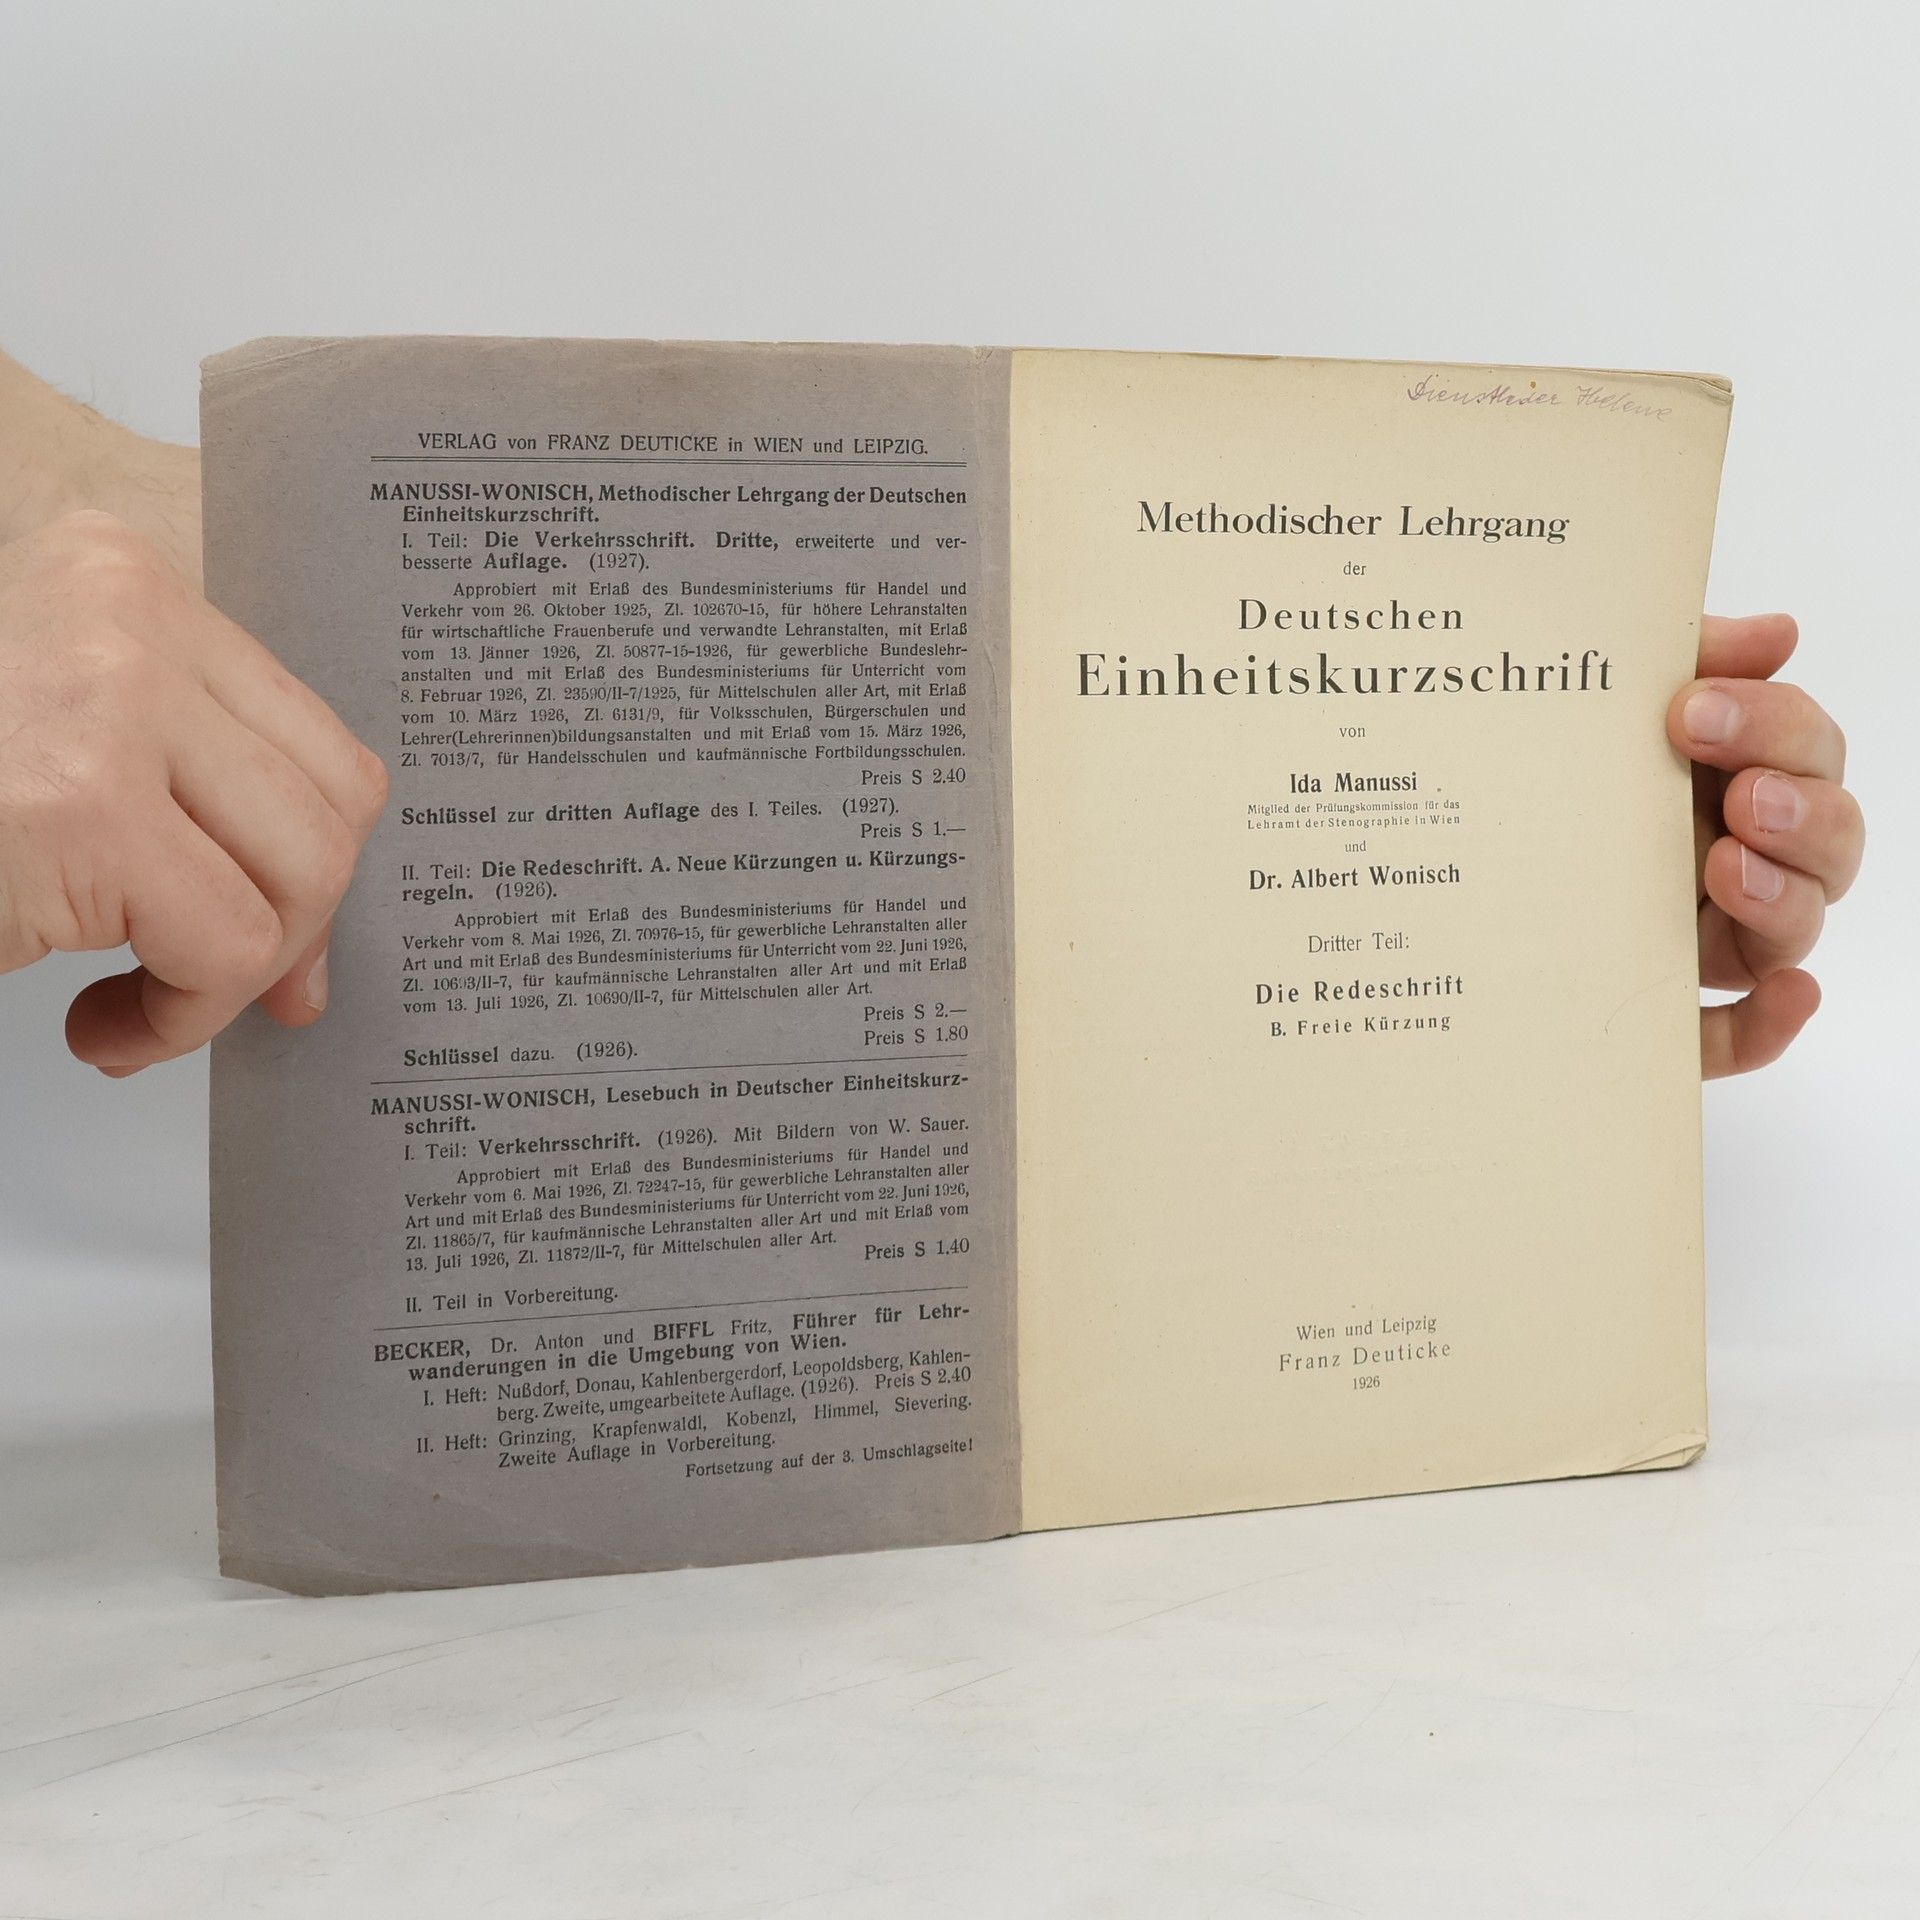 VERLAG von FRANZ DEUTICKE in WIEN und LEIPZIG.
MANUSSI-WONISCH, Methodischer Lehrgang der Deutschen
Einheitskurzschrift.
I. Teil: Die Verkehrsschrift. Dritte, erweiterte und ver-
besserte Auflage. (1927).
Approbiert mit Erlaß des Bundesministeriums für Handel und
Verkehr vom 26. Oktober 1925, Zl. 102670-15, für höhere Lehranstalten
für wirtschaftliche Frauenberufe und verwandte Lehranstalten, mit Erlaß
vom 13. Jänner 1926, Zl. 50877-15-1926, für gewerbliche Bundeslehr-
anstalten und mit Erlaß des Bundesministeriums für Unterricht vom
8. Februar 1926, Zl. 23590/II-7/1925, für Mittelschulen aller Art, mit Erlaß
vom 10. März 1926, Zl. 6131/9, für Volksschulen, Bürgerschulen und
Lehrer(Lehrerinnen)bildungsanstalten und mit Erlaß vom 15. März 1926,
Zl. 7013/7, für Handelsschulen und kaufmännische Fortbildungsschulen.
Preis S 2.40
Schlüssel zur dritten Auflage des I. Teiles. (1927).
Preis S 1.—
II. Teil: Die Redeschrift. A. Neue Kürzungen u. Kürzungs-
regeln. (1926).
Approbiert mit Erlaß des Bundesministeriums für Handel und
Verkehr vom 8. Mai 1926, Zl. 70976-15, für gewerbliche Lehranstalten aller
Art und mit Erlaß des Bundesministeriums für Unterricht vom 22. Juni 1926,
Zl. 10693/II-7, für kaufmännische Lehranstalten aller Art und mit Erlaß
vom 13. Juli 1926, Zl. 10690/II-7, für Mittelschulen aller Art.
Preis S 2.—
Schlüssel dazu. (1926). Preis S 1.80
MANUSSI-WONISCH, Lesebuch in Deutscher Einheitskurz-
schrift.
I. Teil: Verkehrsschrift. (1926). Mit Bildern von W. Sauer.
Approbiert mit Erlaß des Bundesministeriums für Handel und
Verkehr vom 6. Mai 1926, Zl. 72247-15, für gewerbliche Lehranstalten aller
Art und mit Erlaß des Bundesministeriums für Unterricht vom 22. Juni 1926,
Zl. 11865/7, für kaufmännische Lehranstalten aller Art und mit Erlaß vom
13. Juli 1926, Zl. 11872/II-7, für Mittelschulen aller Art.
Preis S 1.40
II. Teil in Vorbereitung.
BECKER, Dr. Anton und BIFFL Fritz, Führer für Lehr-
wanderungen in die Umgebung von Wien.
I. Heft: Nußdorf, Donau, Kahlenbergerdorf, Leopoldsberg, Kahlen-
berg. Zweite, umgearbeitete Auflage. (1926). Preis S 2.40
II. Heft: Grinzing, Krapfenwaldl, Kobenzl, Himmel, Sievering.
Zweite Auflage in Vorbereitung.
Fortsetzung auf der 3. Umschlagseite!
Helene
Methodischer Lehrgang
der
Deutschen
Einheitskurzschrift
von
Ida Manussi
Mitglied der Prüfungskommission für das
Lehramt der Stenographie in Wien
und
Dr. Albert Wonisch
Dritter Teil:
Die Redeschrift
B. Freie Kürzung
Wien und Leipzig
Franz Deuticke
1926